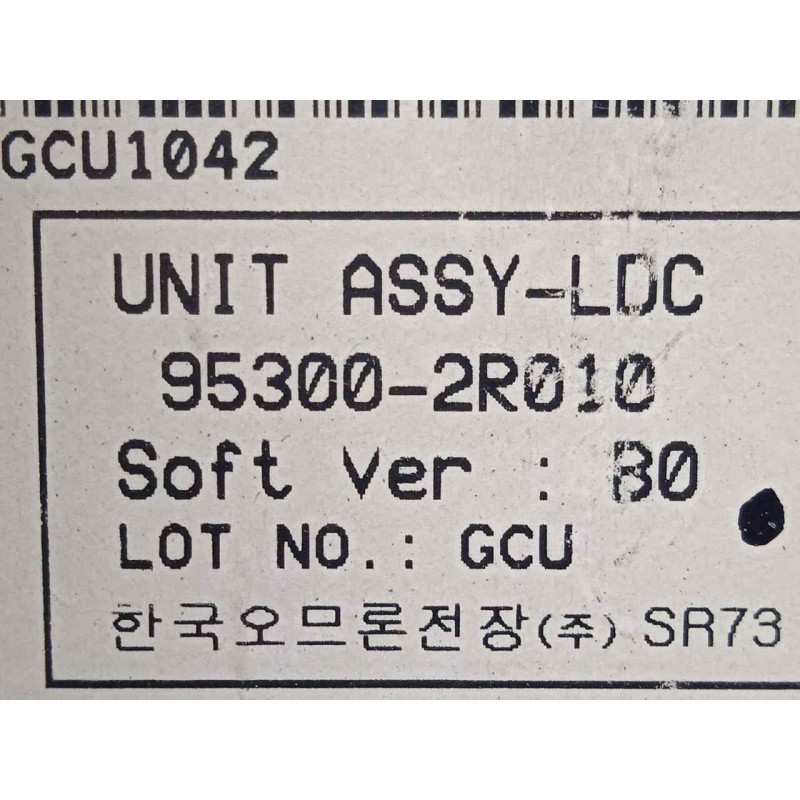 GCU1042
UNIT ASSY-LDC
95300-2R010
Soft Ver : B0
LOT NO.: GCU
한국오므론전장(주) SR73